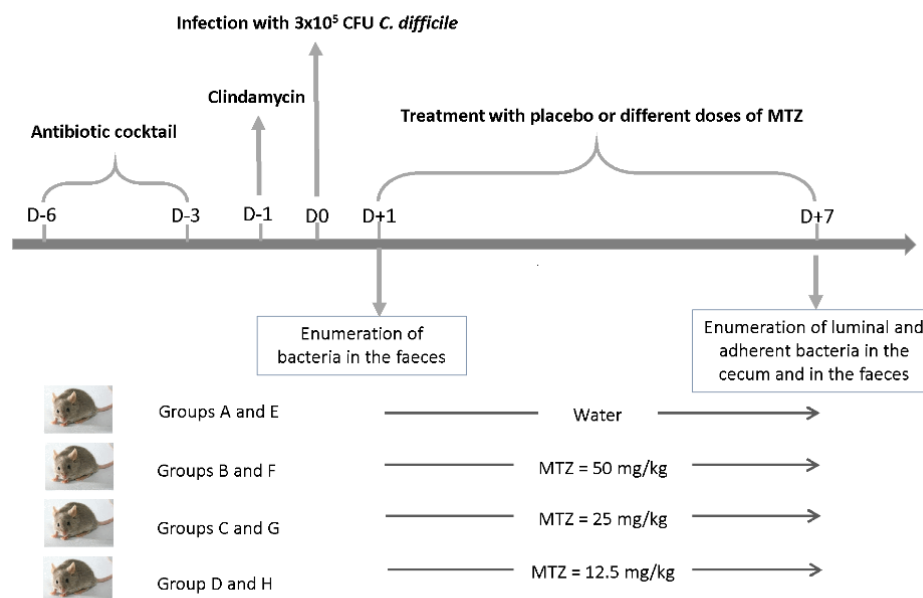 Infection with 3x10⁵ CFU C. difficile
Clindamycin
Antibiotic cocktail
Treatment with placebo or different doses of MTZ
D-6
D-3
D-1
D0
D+1
D+7
Enumeration of
bacteria in the faeces
Enumeration of luminal and
adherent bacteria in the
cecum and in the faeces
Groups A and E
Water
Groups B and F
MTZ = 50 mg/kg
Groups C and G
MTZ = 25 mg/kg
Group D and H
MTZ = 12.5 mg/kg